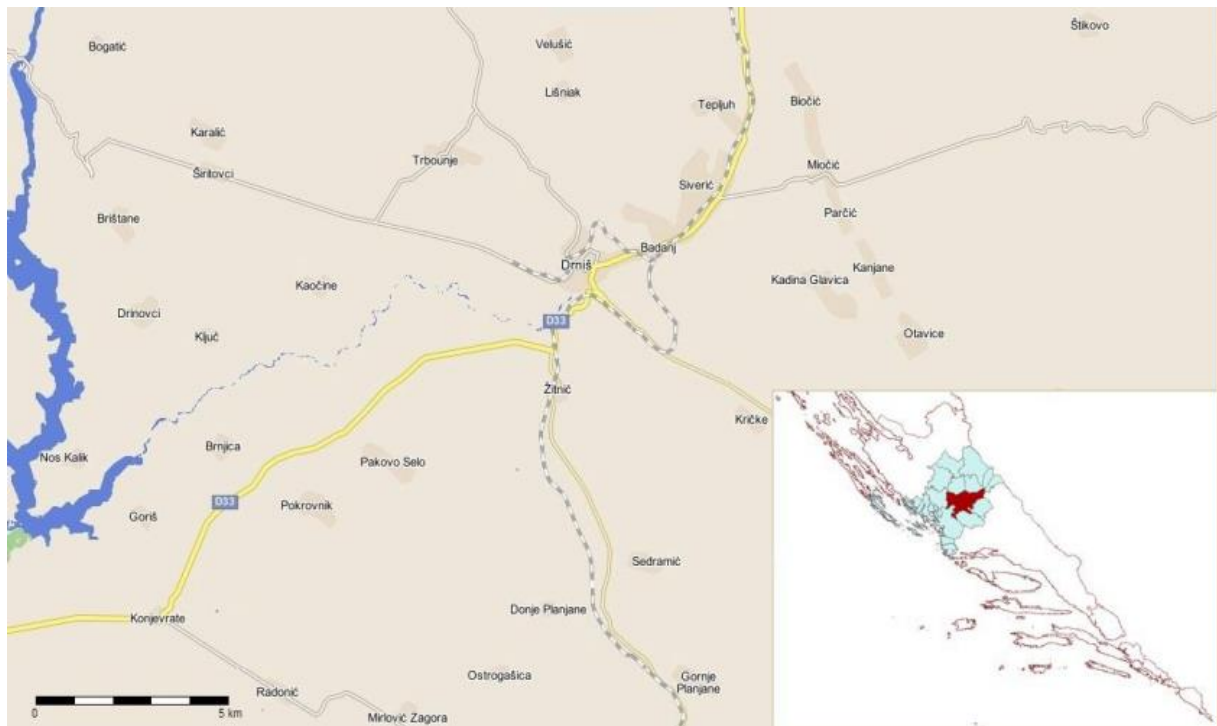 Štikovo
Bogatić
Velušić
Lišniak
Biočić
Tepljuh
Karalić
Trbounje
Miočić
Širitovci
Siverić
Brištane
Parčić
Badanj
Drniš
Kanjane
Kaočine
Kadina Glavica
Drinovci
D33
Ključ
Otavice
Žitnić
Kričke
Brnjica
Nos Kalik
Pakovo Selo
D33
Pokrovnik
Goriš
Sedramić
Donje Planjane
Konjevrate
Ostrogašica
Gornje
Planjane
Radonić
Mirlović Zagora
0
5 km